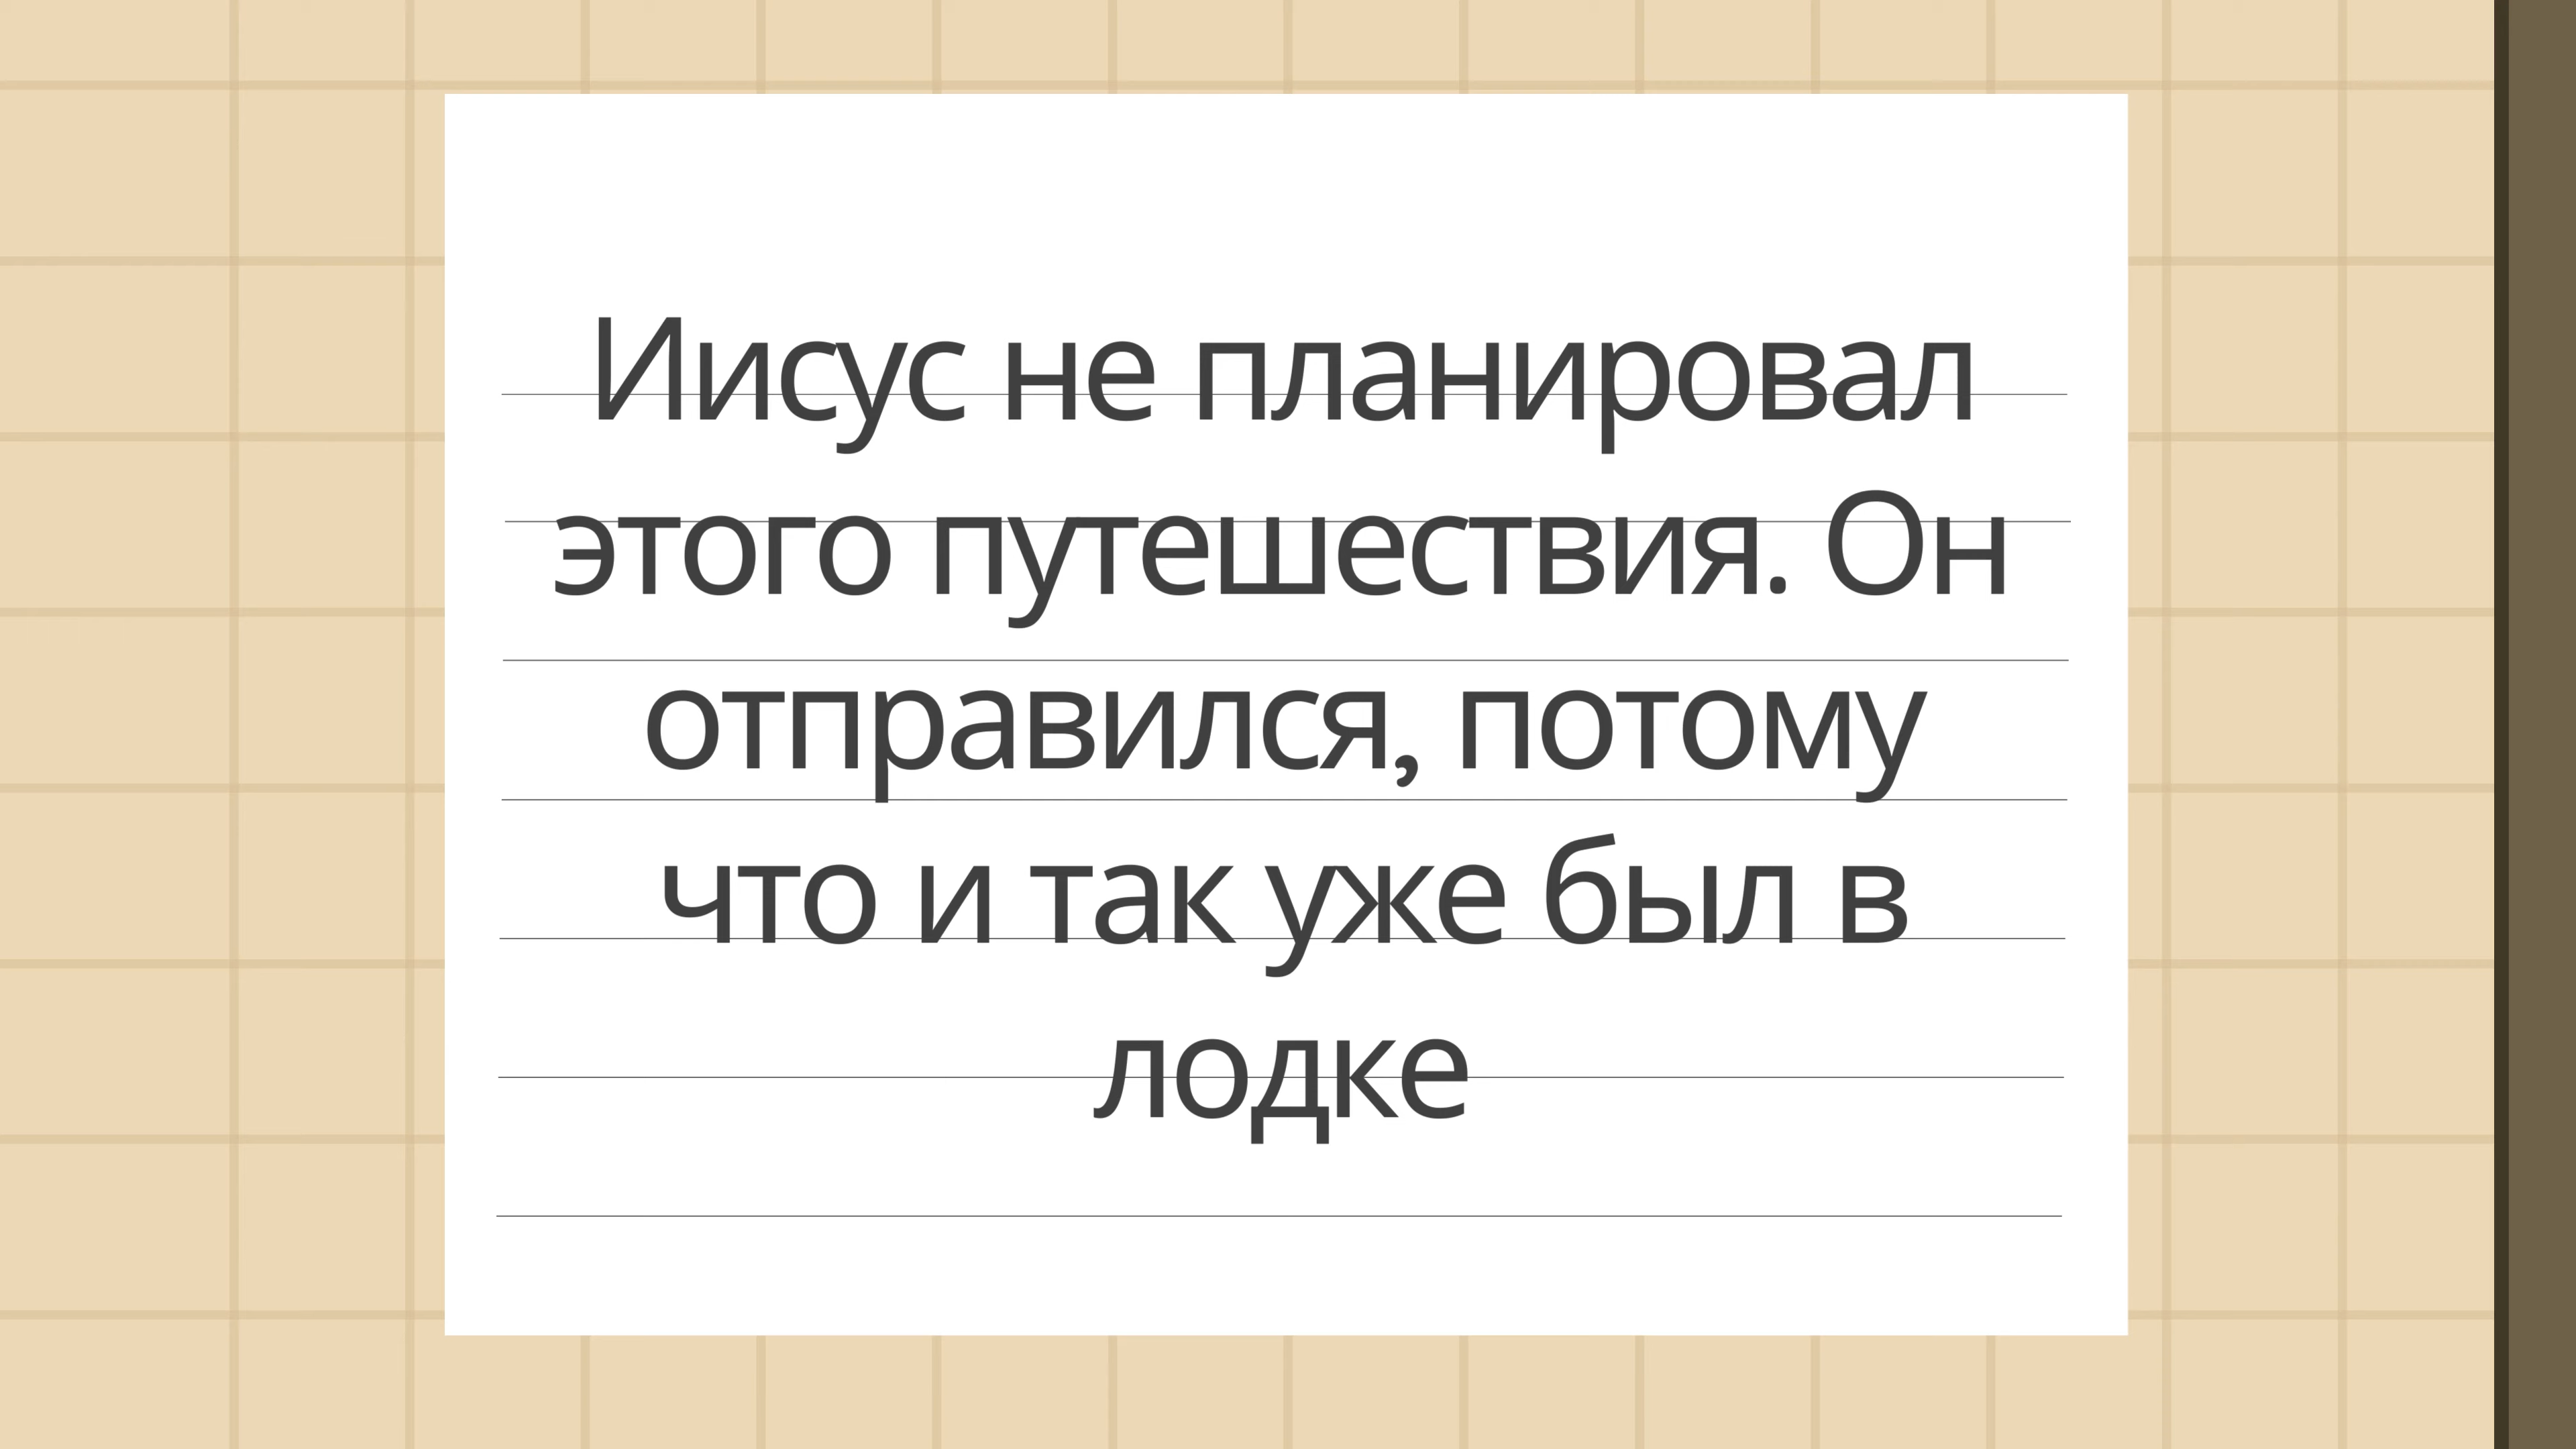 Иисус не планировал
этого путешествия. Он
отправился, потому
что и так уже был в
лодке